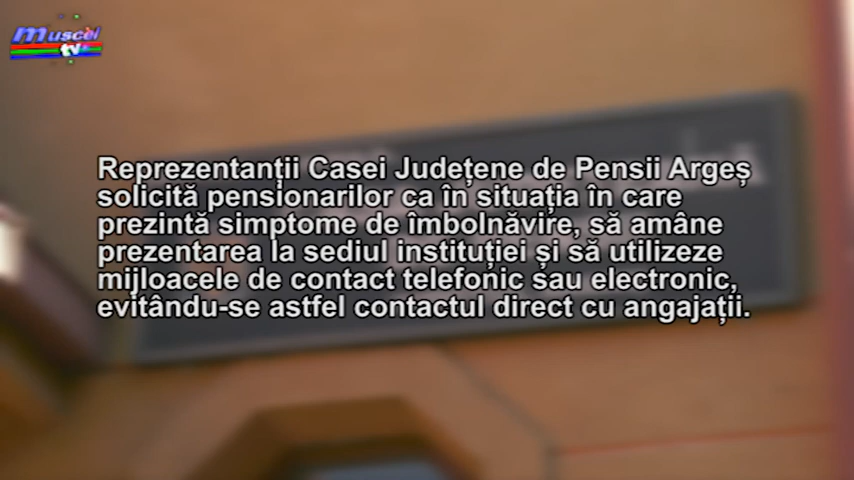 Muscel
tv
Reprezentanții Casei Județene de Pensii Argeș
solicită pensionarilor ca în situația în care
prezintă simptome de îmbolnăvire, să amâne
prezentarea la sediul instituției și să utilizeze
mijloacele de contact telefonic sau electronic,
evitându-se astfel contactul direct cu angajații.